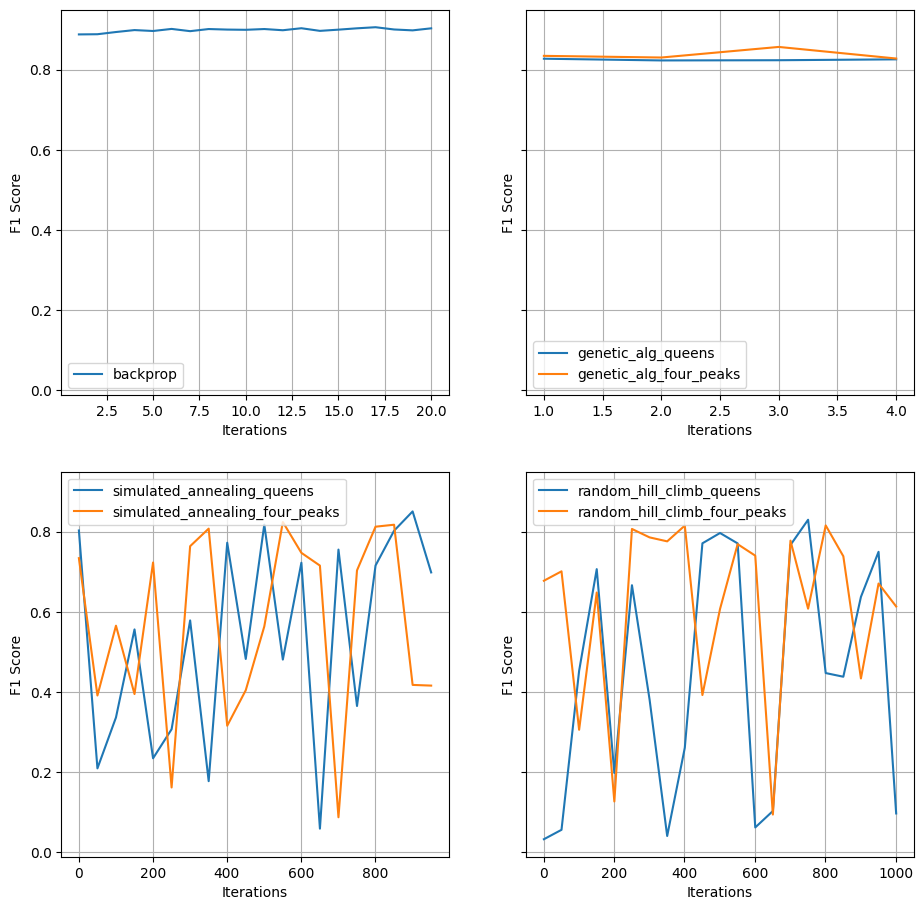 F1 Score
0.8
0.6
0.4
0.2
0.0
backprop
2.5 5.0 7.5 10.0 12.5 15.0 17.5 20.0
Iterations
F1 Score
genetic_alg_queens
genetic_alg_four_peaks
1.0 1.5 2.0 2.5 3.0 3.5 4.0
Iterations
F1 Score
0.8
0.6
0.4
0.2
0.0
simulated_annealing_queens
simulated_annealing_four_peaks
0 200 400 600 800
Iterations
F1 Score
random_hill_climb_queens
random_hill_climb_four_peaks
0 200 400 600 800 1000
Iterations